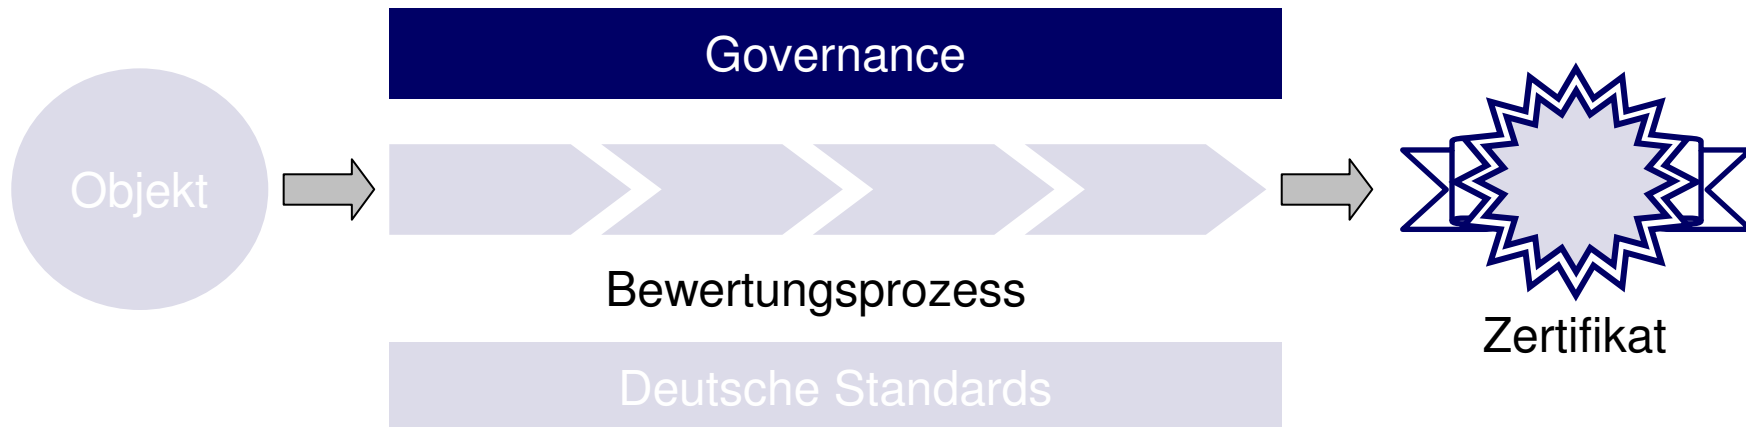 Governance
Objekt
Bewertungsprozess
Zertifikat
Deutsche Standards